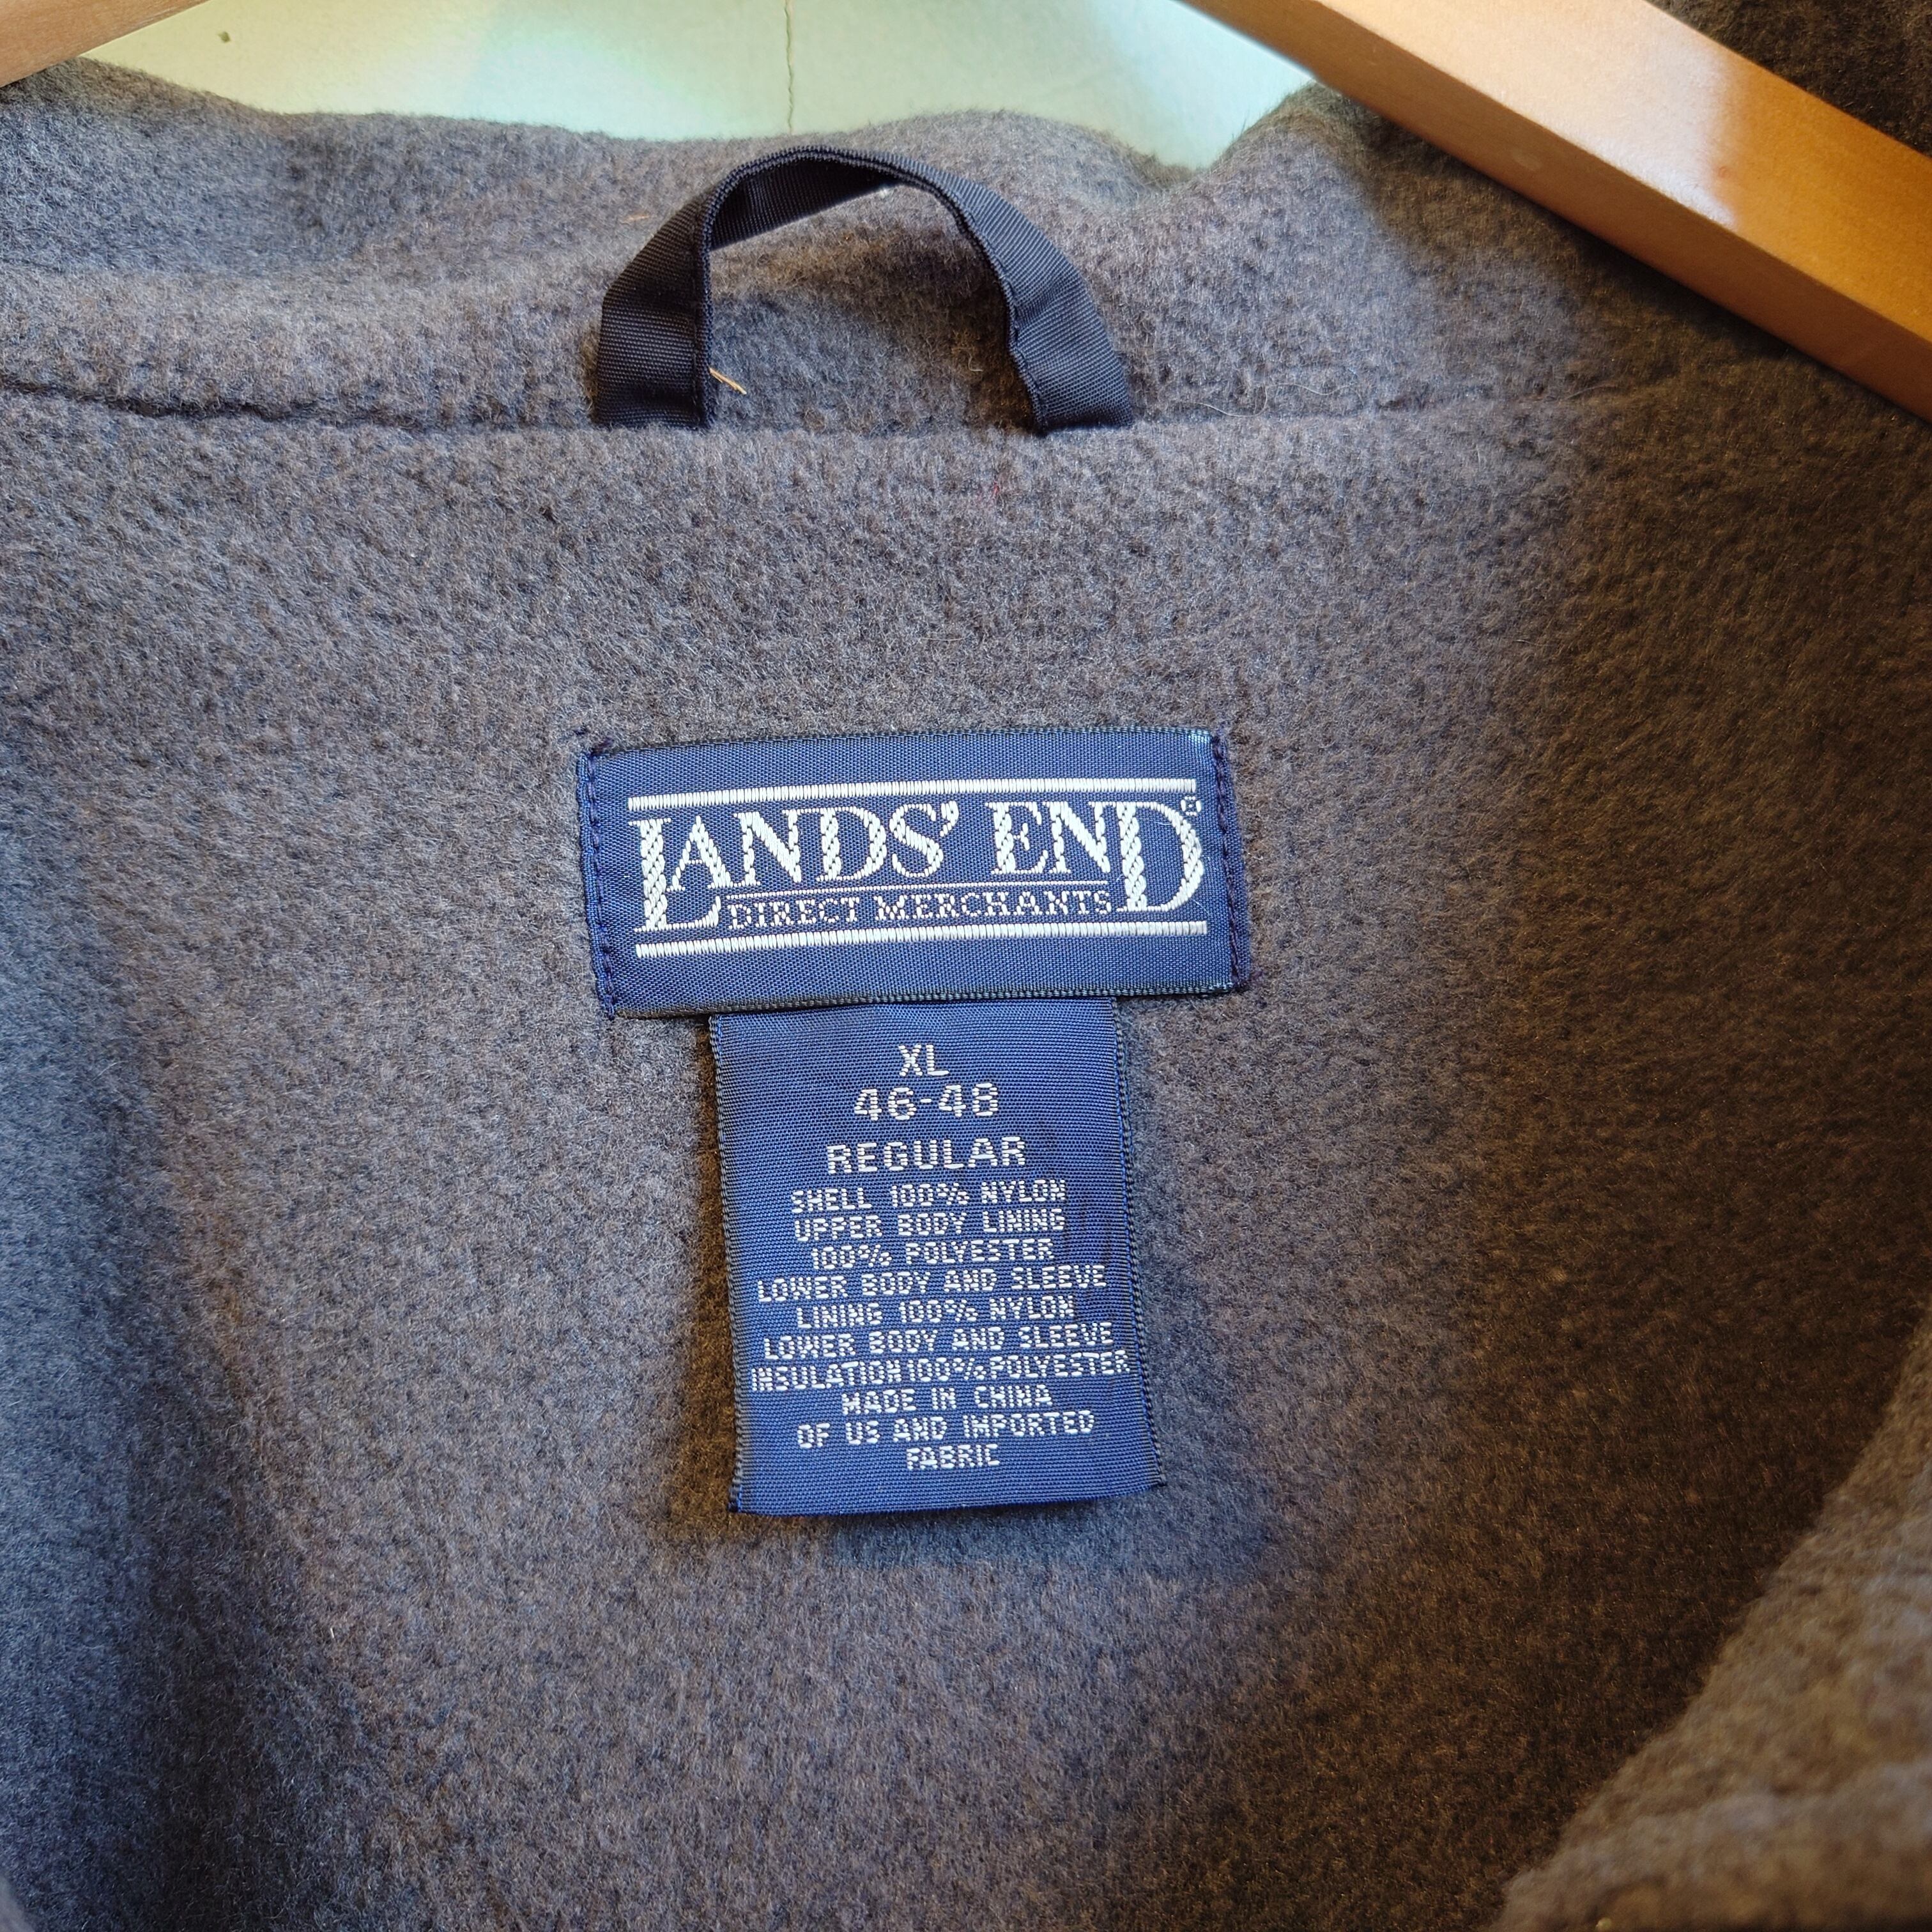 LANDS' END®
DIRECT MERCHANTS
XL
46-48
REGULAR
SHELL 100% NYLON
UPPER BODY LINING
100% POLYESTER
LOWER BODY AND SLEEVE
LINING 100% NYLON
LOWER BODY AND SLEEVE
INSULATION 100% POLYESTER
MADE IN CHINA
OF US AND IMPORTED
FABRIC